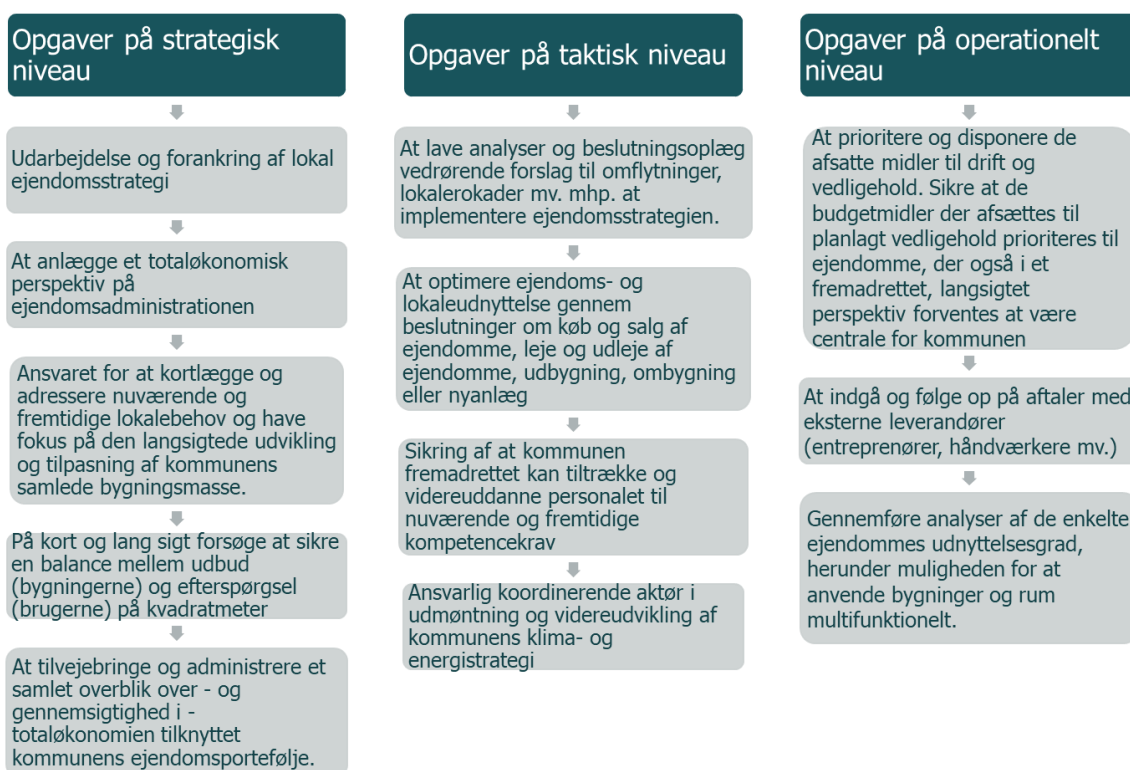 Opgaver på strategisk
niveau
Udarbejdelse og forankring af lokal
ejendomsstrategi
At anlægge et totaløkonomisk
perspektiv på
ejendomsadministrationen
Ansvaret for at kortlægge og
adressere nuværende og
fremtidige lokalebehov og have
fokus på den langsigtede udvikling
og tilpasning af kommunens
samlede bygningsmasse.
På kort og lang sigt forsøge at sikre
en balance mellem udbud
(bygningerne) og efterspørgsel
(brugerne) på kvadratmeter
At tilvejebringe og administrere et
samlet overblik over - og
gennemsigtighed i -
totaløkonomien tilknyttet
kommunens ejendomsportefølje.
Opgaver på taktisk niveau
At lave analyser og beslutningsoplæg
vedrørende forslag til omflytninger,
lokalerokader mv. mhp. at
implementere ejendomsstrategien.
At optimere ejendoms- og
lokaleudnyttelse gennem
beslutninger om køb og salg af
ejendomme, leje og udleje af
ejendomme, udbygning, ombygning
eller nyanlæg
Sikring af at kommunen
fremadrettet kan tiltrække og
videreuddanne personalet til
nuværende og fremtidige
kompetencekrav
Ansvarlig koordinerende aktør i
udmøntning og videreudvikling af
kommunens klima- og
energistrategi
Opgaver på operationelt
niveau
At prioritere og disponere de
afsatte midler til drift og
vedligehold. Sikre at de
budgetmidler der afsættes til
planlagt vedligehold prioriteres til
ejendomme, der også i et
fremadrettet, langsigtet
perspektiv forventes at være
centrale for kommunen
At indgå og følge op på aftaler med
eksterne leverandører
(entreprenører, håndværkere mv.)
Gennemføre analyser af de enkelte
ejendommes udnyttelsesgrad,
herunder muligheden for at
anvende bygninger og rum
multifunktionelt.